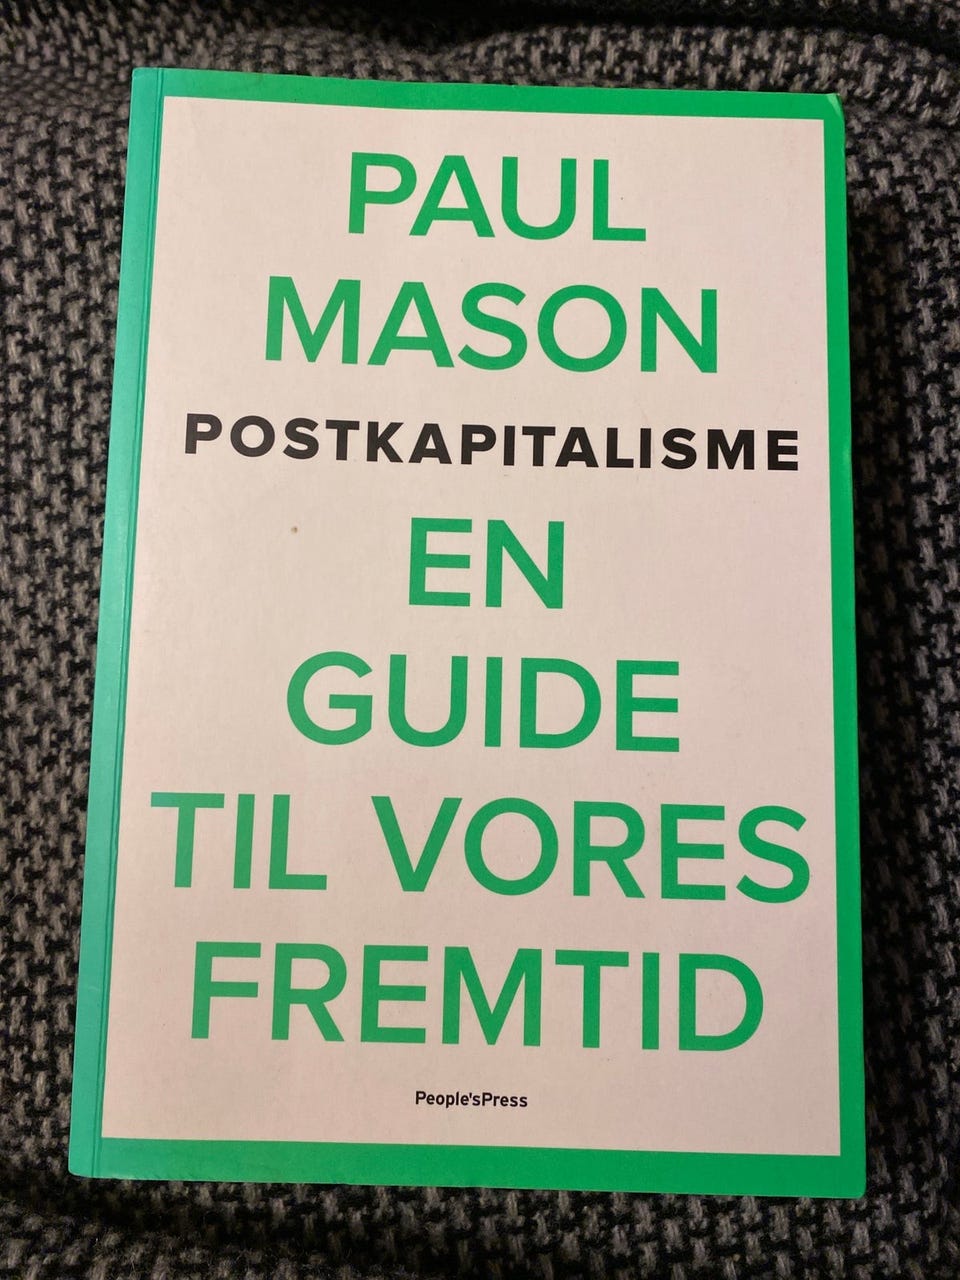 PAUL
MASON
POSTKAPITALISME
EN
GUIDE
TIL VORES
FREMTID
People'sPress